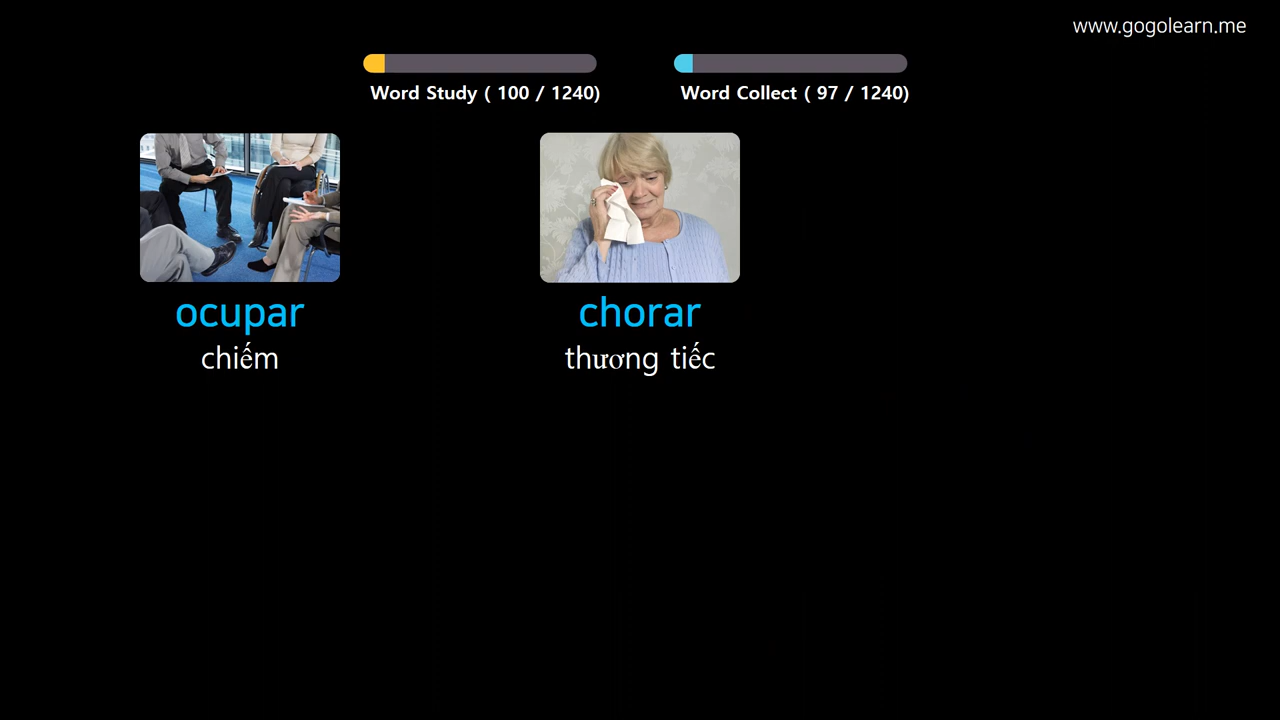 www.gogolearn.me
Word Study ( 100 / 1240)
Word Collect ( 97 / 1240)
ocupar
chiếm
chorar
thương tiếc